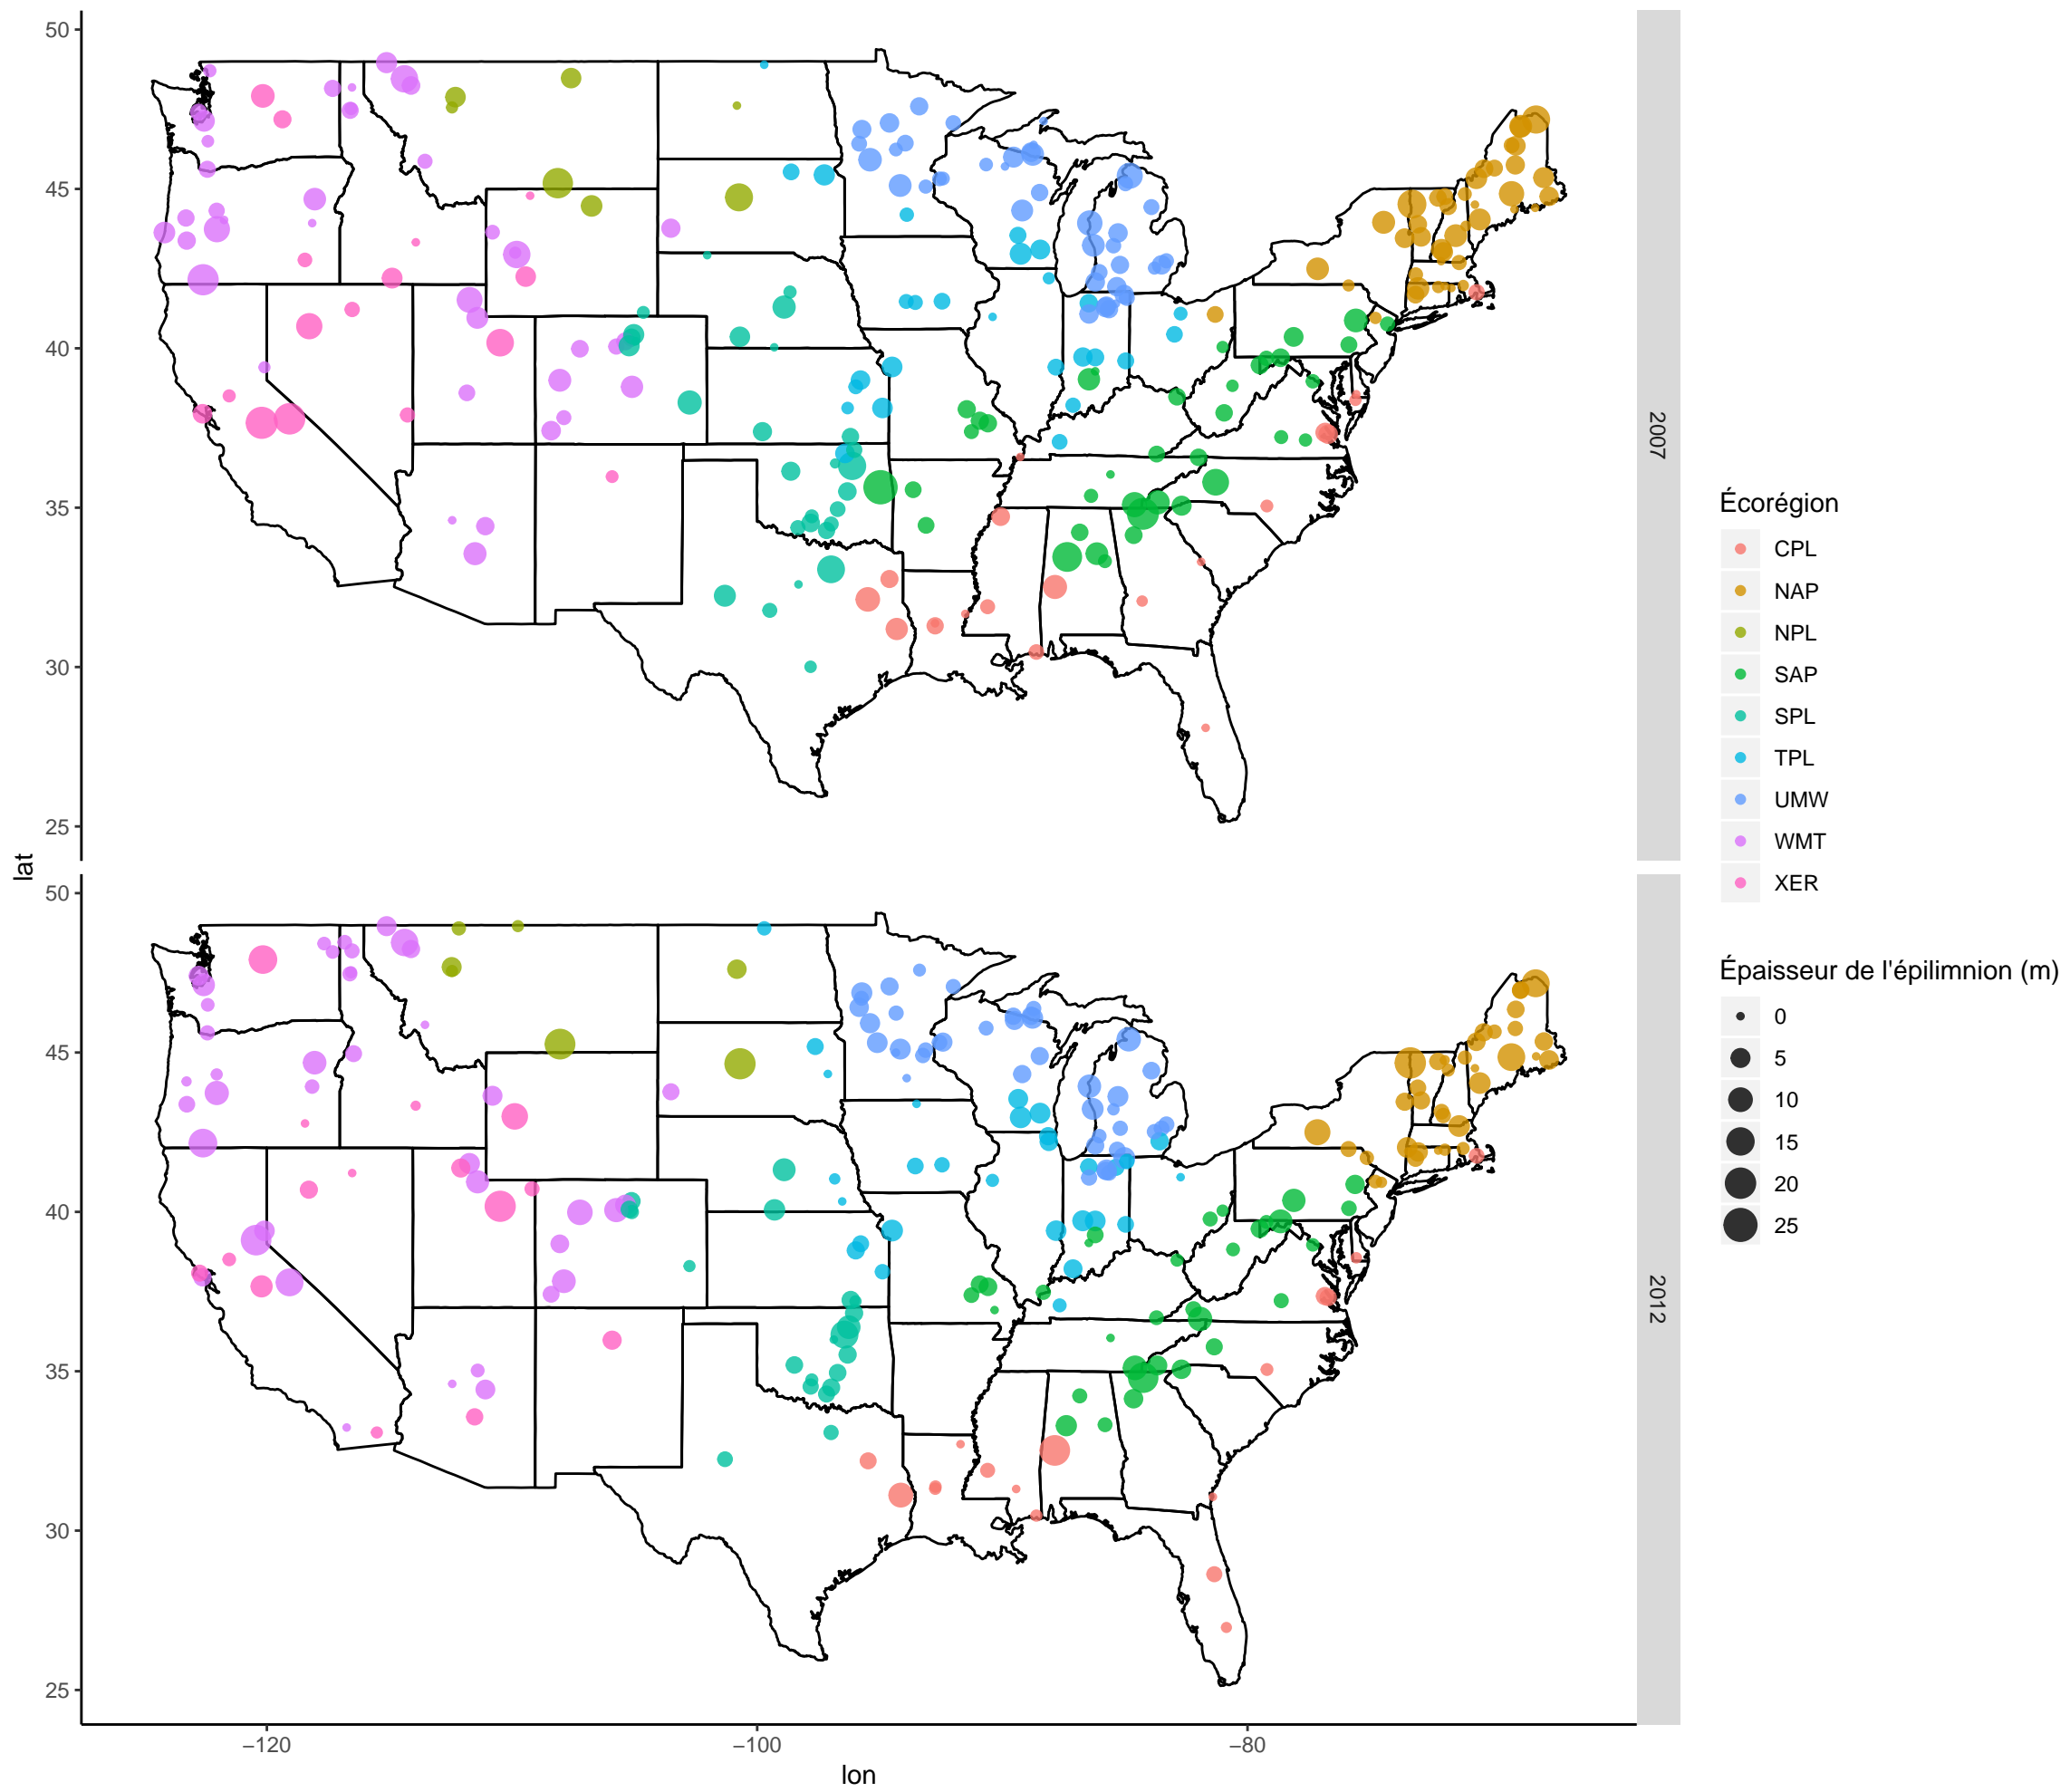 50
45
40
35
30
25
2007
lat
50
45
40
35
30
25
2012
−120
−100
−80
lon
Écorégion
CPL
NAP
NPL
SAP
SPL
TPL
UMW
WMT
XER
Épaisseur de l'épilimnion (m)
0
5
10
15
20
25